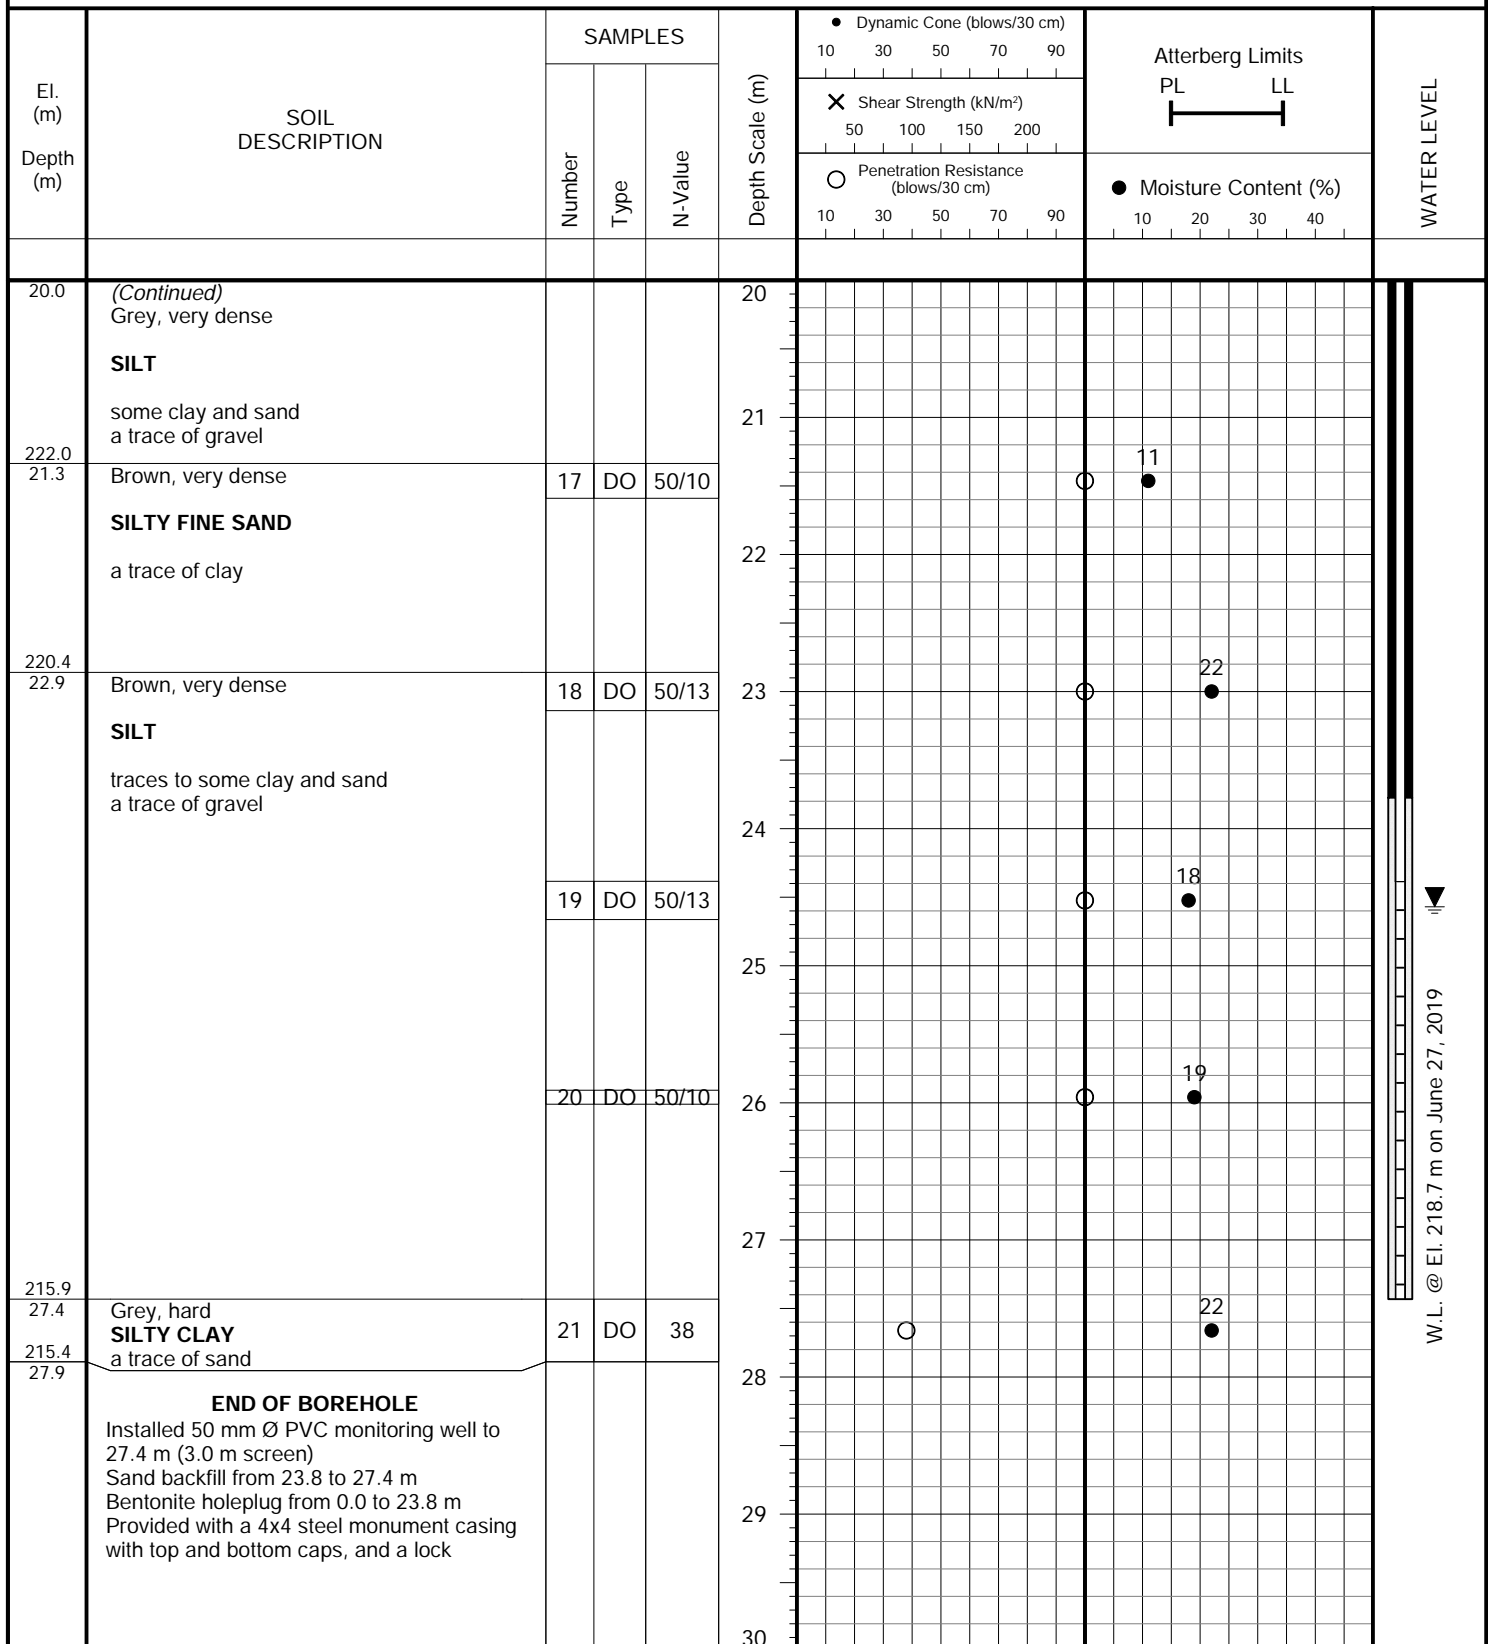 El.
(m)
Depth
(m)
SOIL
DESCRIPTION
SAMPLES
Number
Type
N-Value
Depth Scale (m)
Dynamic Cone (blows/30 cm)
10 30 50 70 90
Shear Strength (kN/m²)
50 100 150 200
Penetration Resistance
(blows/30 cm)
10 30 50 70 90
Atterberg Limits
PL LL
Moisture Content (%)
10 20 30 40
WATER LEVEL
20.0
(Continued)
Grey, very dense
SILT
some clay and sand
a trace of gravel
222.0
21.3
Brown, very dense
17 DO 50/10
11
SILTY FINE SAND
a trace of clay
220.4
22.9
Brown, very dense
18 DO 50/13
22
SILT
traces to some clay and sand
a trace of gravel
19 DO 50/13
18
20 DO 50/10
19
215.9
27.4
Grey, hard
SILTY CLAY
a trace of sand
21 DO 38
22
215.4
27.9
END OF BOREHOLE
Installed 50 mm Ø PVC monitoring well to
27.4 m (3.0 m screen)
Sand backfill from 23.8 to 27.4 m
Bentonite holeplug from 0.0 to 23.8 m
Provided with a 4x4 steel monument casing
with top and bottom caps, and a lock
20
21
22
23
24
25
26
27
28
29
30
W.L. @ El. 218.7 m on June 27, 2019